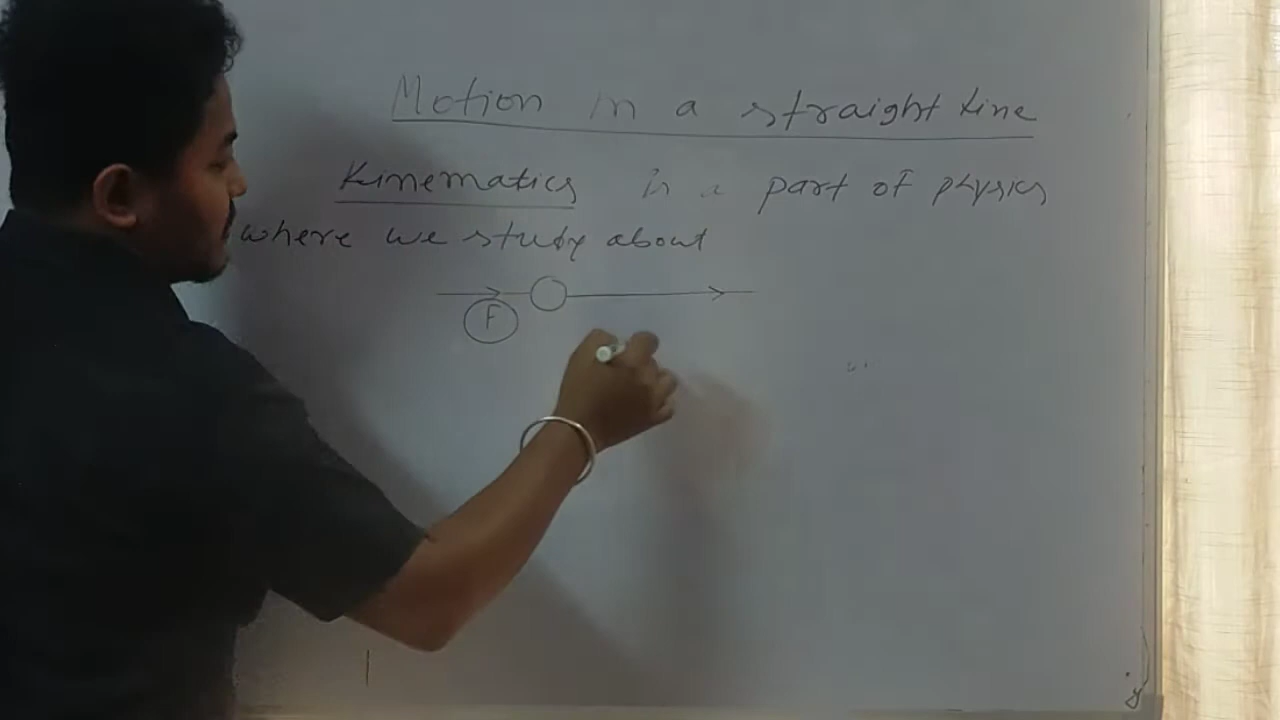 Motion in a straight line
Kinematics is a part of physics
where we study about
F